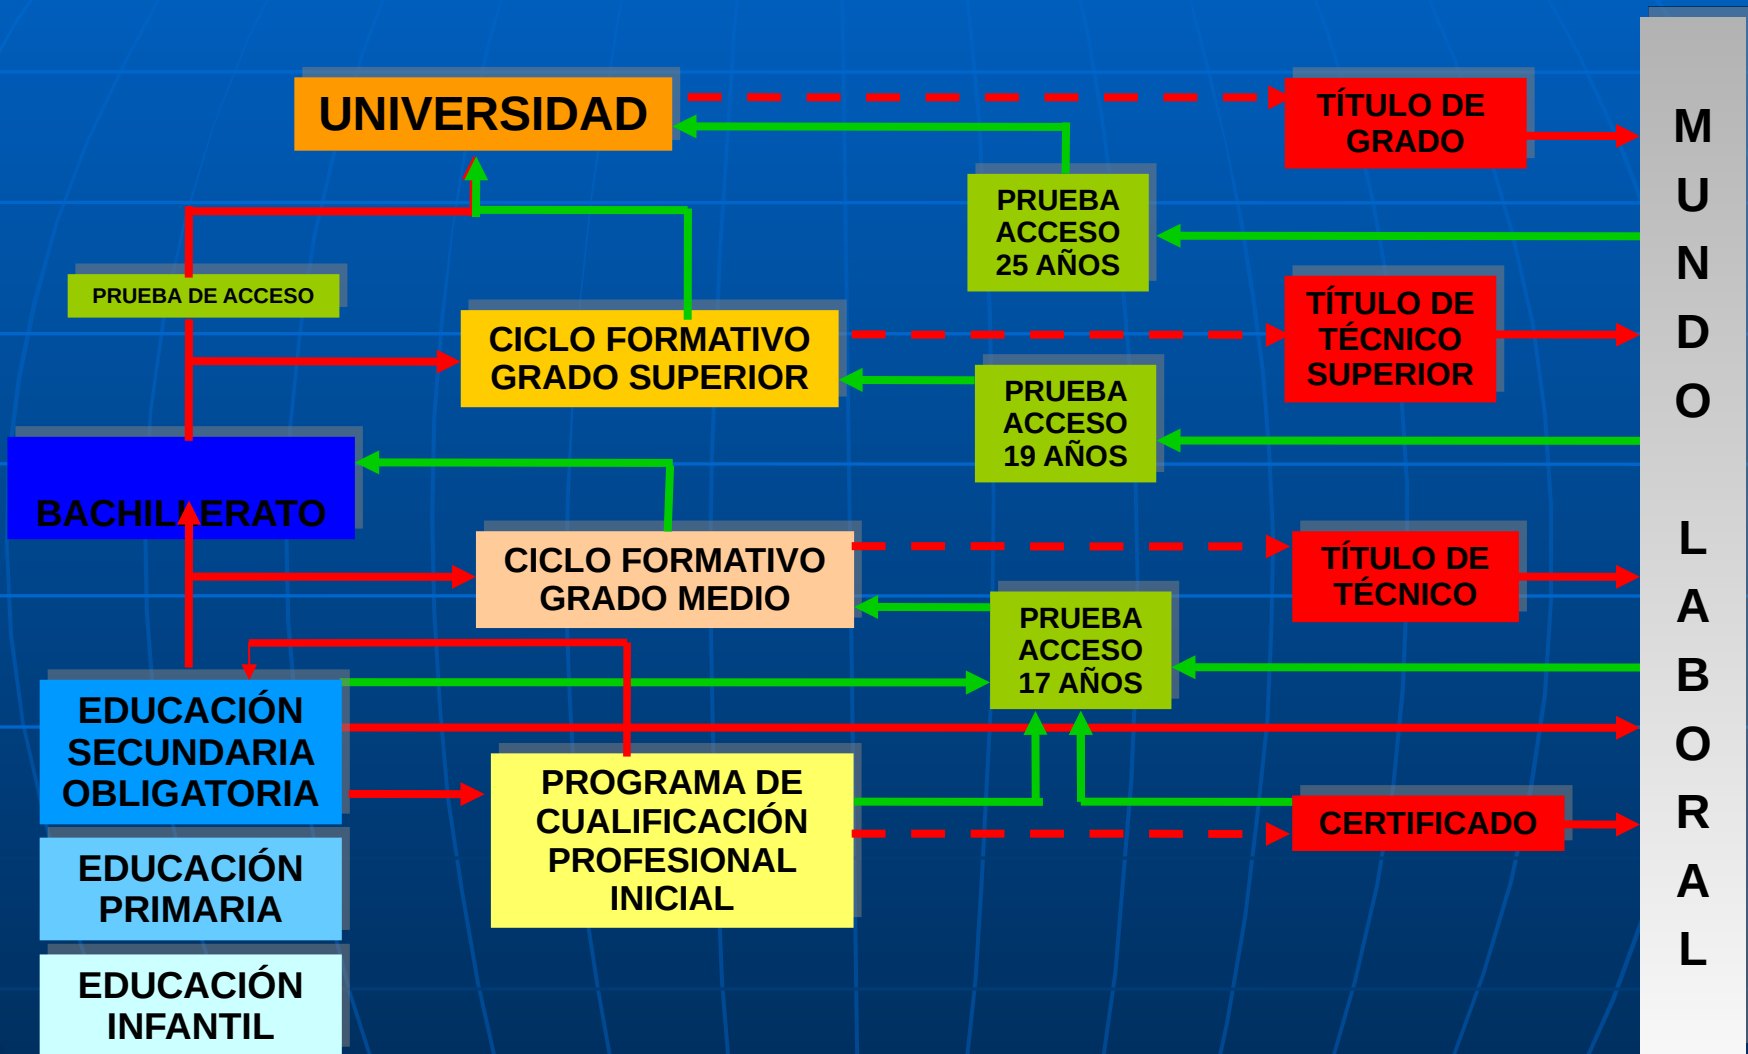 UNIVERSIDAD
TÍTULO DE
GRADO
PRUEBA
ACCESO
25 AÑOS
PRUEBA DE ACCESO
CICLO FORMATIVO
GRADO SUPERIOR
TÍTULO DE
TÉCNICO
SUPERIOR
PRUEBA
ACCESO
19 AÑOS
BACHILLERATO
CICLO FORMATIVO
GRADO MEDIO
TÍTULO DE
TÉCNICO
PRUEBA
ACCESO
17 AÑOS
EDUCACIÓN
SECUNDARIA
OBLIGATORIA
PROGRAMA DE
CUALIFICACIÓN
PROFESIONAL
INICIAL
CERTIFICADO
EDUCACIÓN
PRIMARIA
EDUCACIÓN
INFANTIL
M
U
N
D
O
L
A
B
O
R
A
L